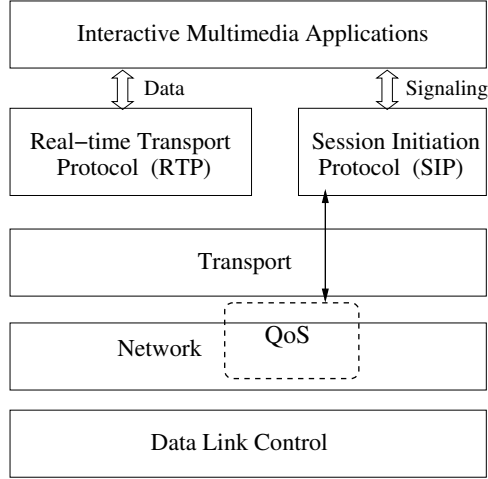 Interactive Multimedia Applications
Data
Signaling
Real−time Transport
Protocol (RTP)
Session Initiation
Protocol (SIP)
Transport
QoS
Network
Data Link Control